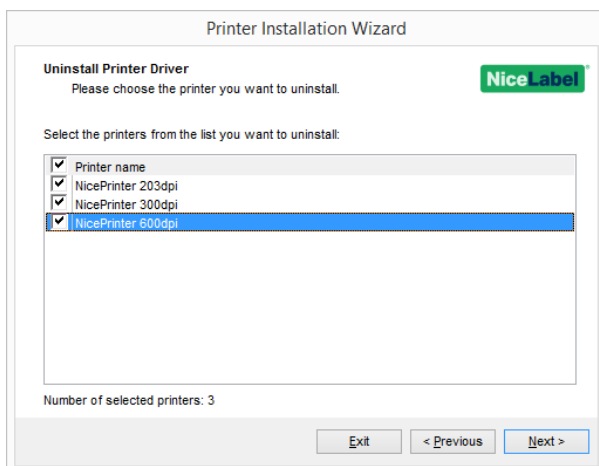 Printer Installation Wizard
Uninstall Printer Driver
Please choose the printer you want to uninstall.
NiceLabel
Select the printers from the list you want to uninstall:
Printer name
NicePrinter 203dpi
NicePrinter 300dpi
NicePrinter 600dpi
Number of selected printers: 3
Exit < Previous Next >